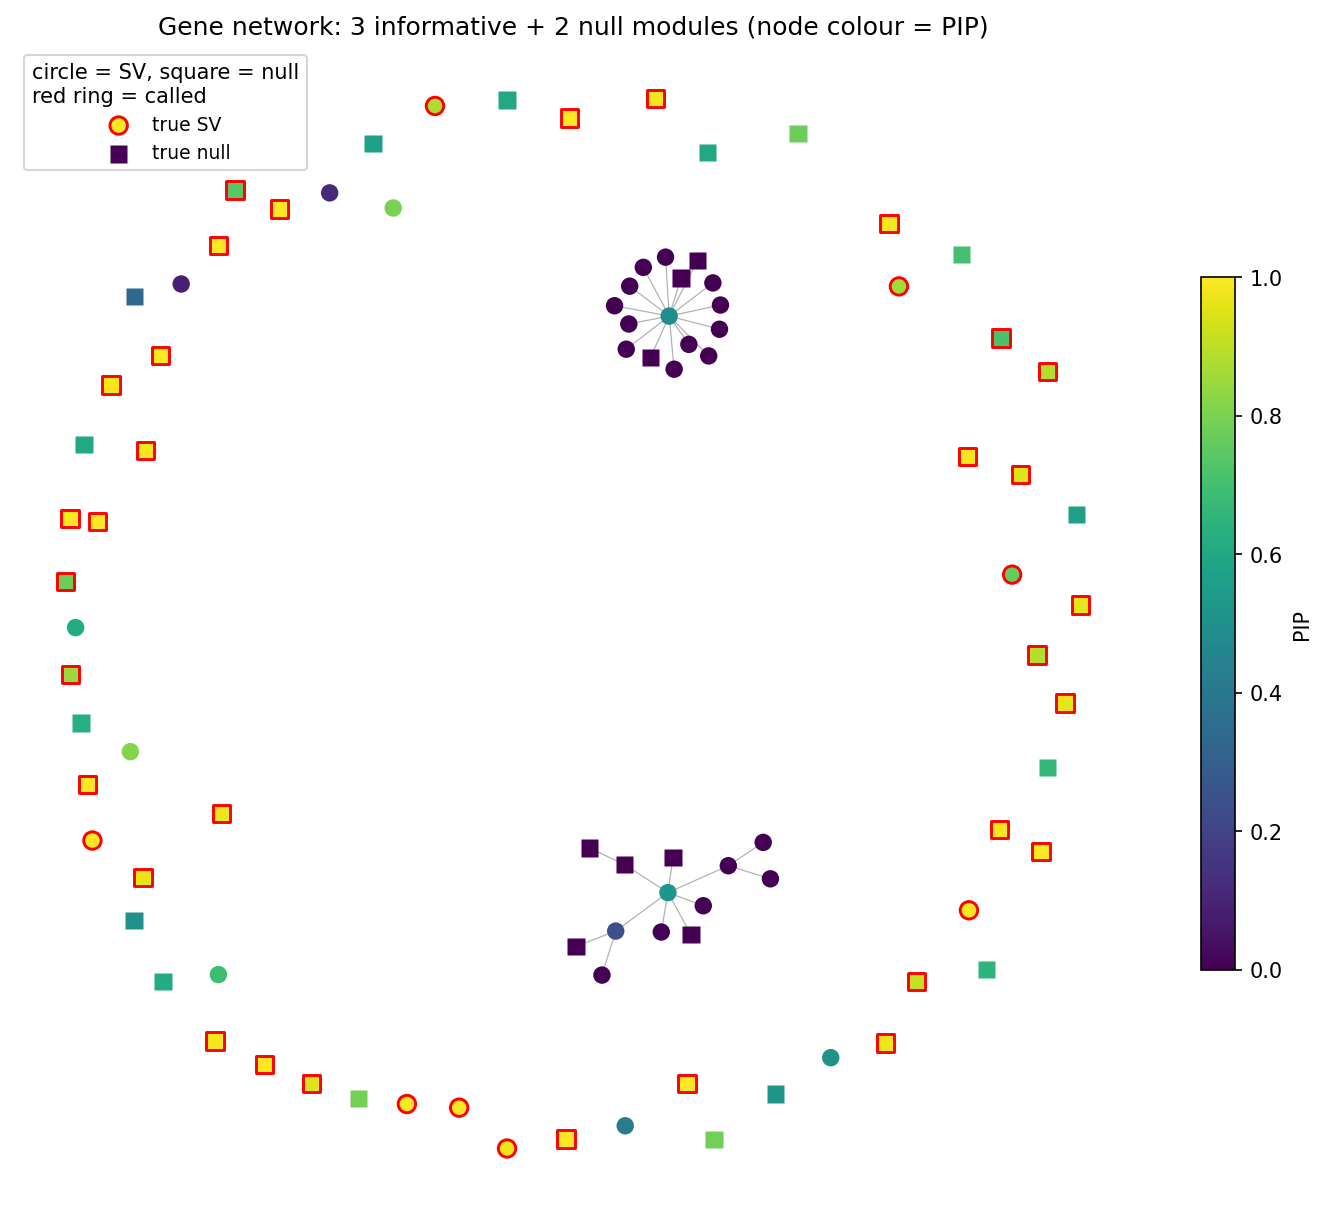 Gene network: 3 informative + 2 null modules (node colour = PIP)
circle = SV, square = null
red ring = called
true SV
true null
1.0
0.8
0.6
0.4
0.2
0.0
PIP